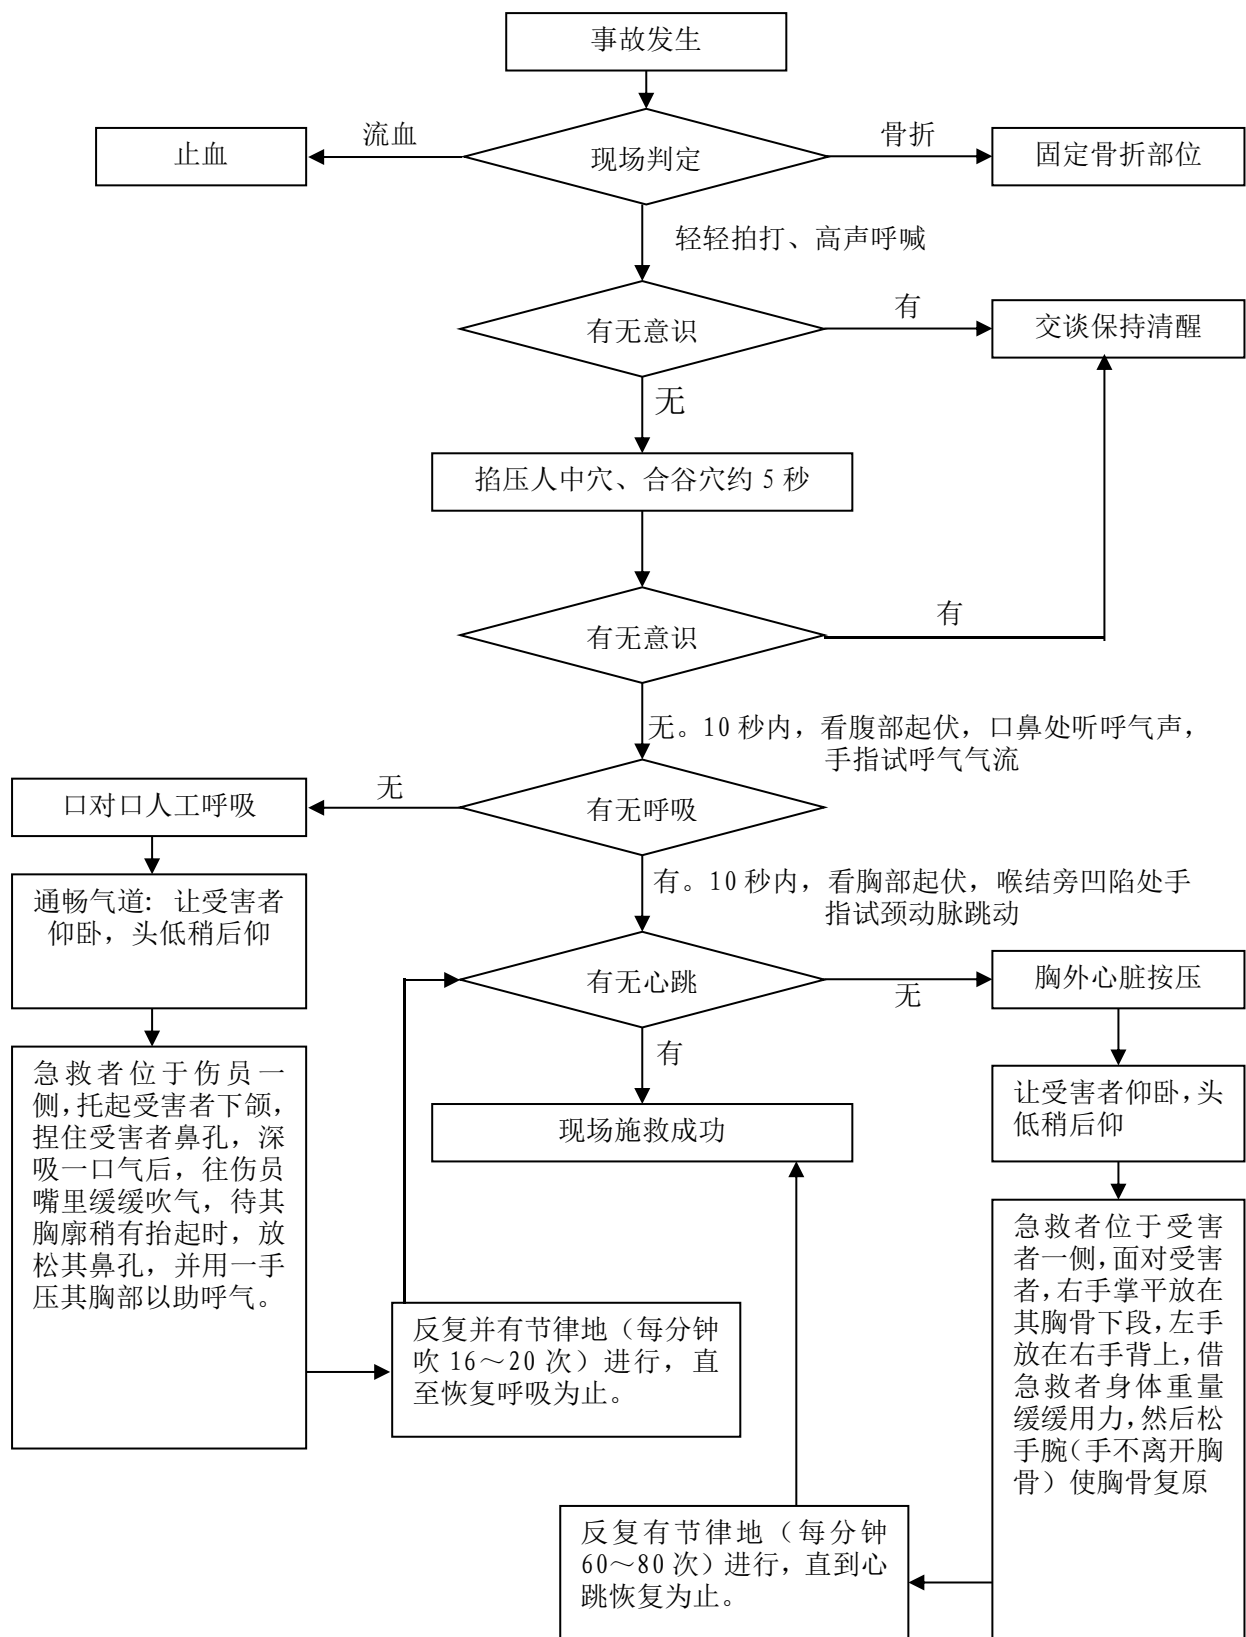 事故发生
流血
骨折
止血
现场判定
固定骨折部位
轻轻拍打、高声呼喊
有无意识
有
交谈保持清醒
无
掐压人中穴、合谷穴约 5 秒
有无意识
有
无。10 秒内，看腹部起伏，口鼻处听呼气声，
手指试呼气气流
口对口人工呼吸
无
有无呼吸
有。10 秒内，看胸部起伏，喉结旁凹陷处手
指试颈动脉跳动
通畅气道：让受害者
仰卧，头低稍后仰
有无心跳
无
胸外心脏按压
有
急救者位于伤员一
侧，托起受害者下颌，
捏住受害者鼻孔，深
吸一口气后，往伤员
嘴里缓缓吹气，待其
胸廓稍有抬起时，放
松其鼻孔，并用一手
压其胸部以助呼气。
现场施救成功
让受害者仰卧，头
低稍后仰
反复并有节律地（每分钟
吹 16～20 次）进行，直
至恢复呼吸为止。
急救者位于受害
者一侧，面对受害
者，右手掌平放在
其胸骨下段，左手
放在右手背上，借
急救者身体重量
缓缓用力，然后松
手腕（手不离开胸
骨）使胸骨复原
反复有节律地（每分钟
60～80 次）进行，直到心
跳恢复为止。